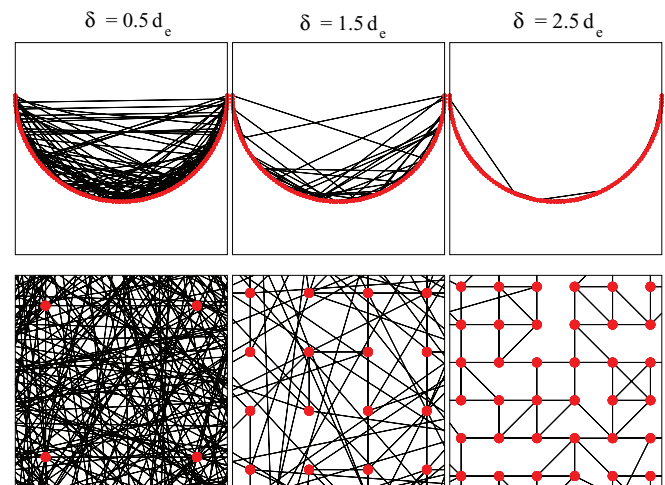 δ = 0.5 d_e
δ = 1.5 d_e
δ = 2.5 d_e